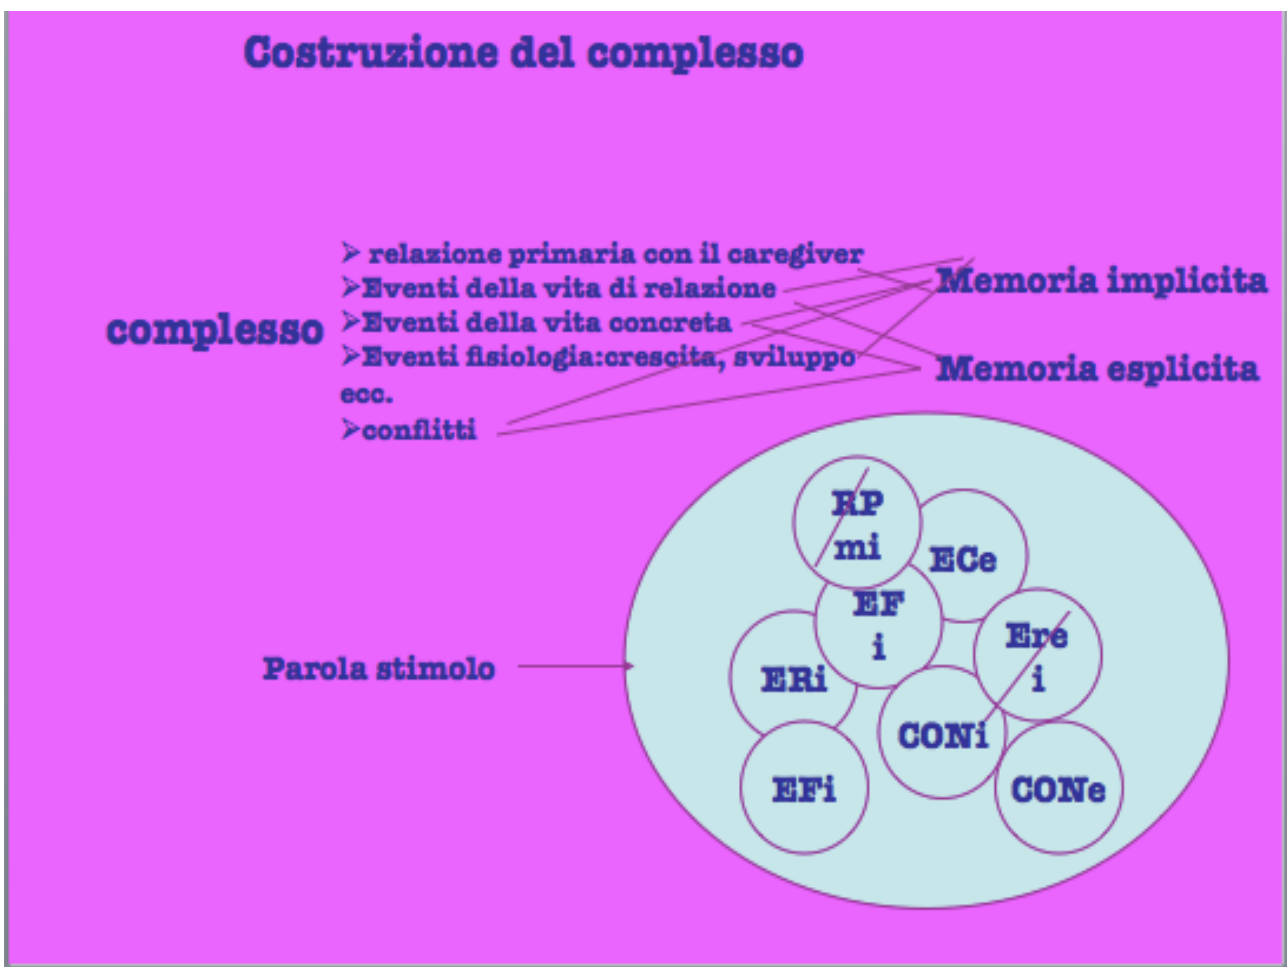 Costruzione del complesso
complesso
➢ relazione primaria con il caregiver
➢Eventi della vita di relazione
➢Eventi della vita concreta
➢Eventi fisiologia:crescita, sviluppo
ecc.
➢conflitti
Memoria implicita
Memoria esplicita
Parola stimolo
RP
mi
ECe
EF
i
Ere
i
ERi
CONi
EFi
CONe